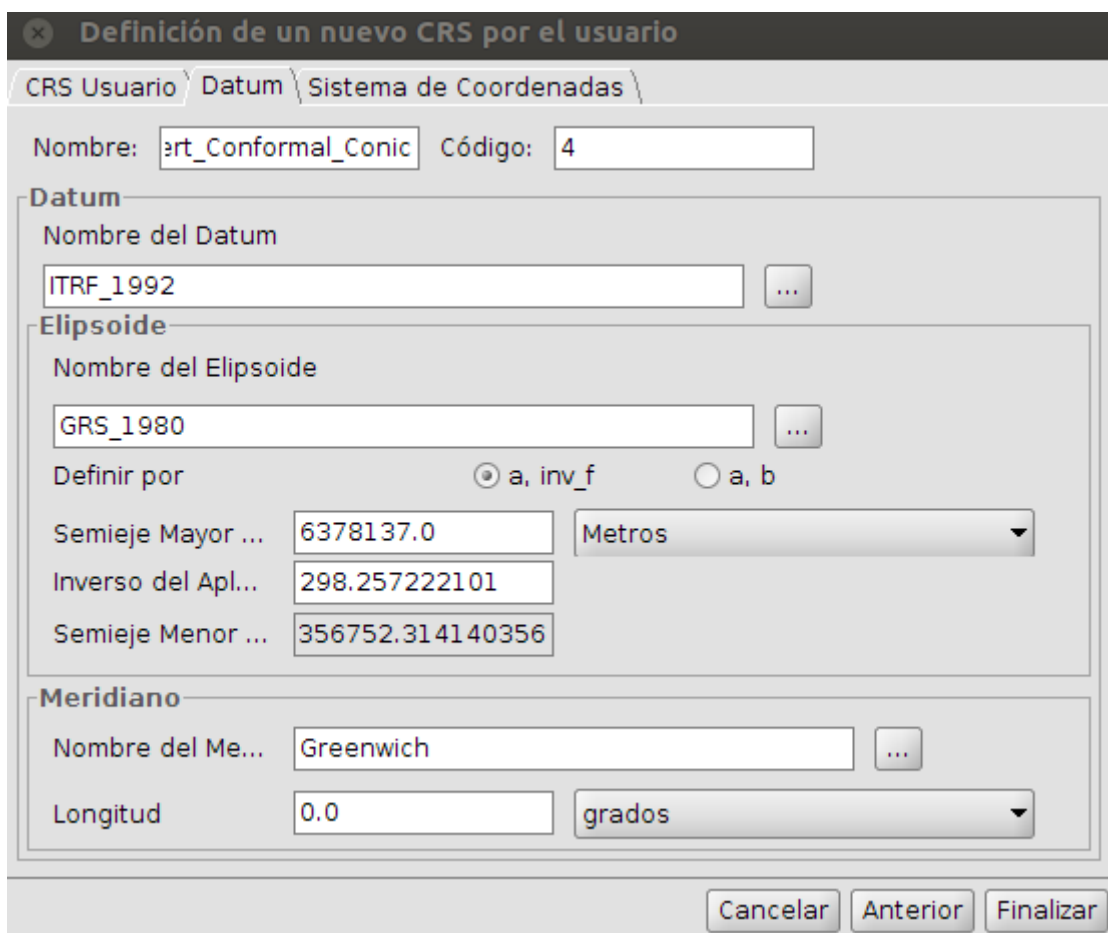 Definición de un nuevo CRS por el usuario
CRS Usuario Datum Sistema de Coordenadas
Nombre: ert_Conformal_Conic Código: 4
Datum
Nombre del Datum
ITRF_1992 ...
Elipsoide
Nombre del Elipsoide
GRS_1980 ...
Definir por a, inv_f a, b
Semieje Mayor ... 6378137.0 Metros
Inverso del Apl... 298.257222101
Semieje Menor ... 356752.314140356
Meridiano
Nombre del Me... Greenwich ...
Longitud 0.0 grados
Cancelar Anterior Finalizar